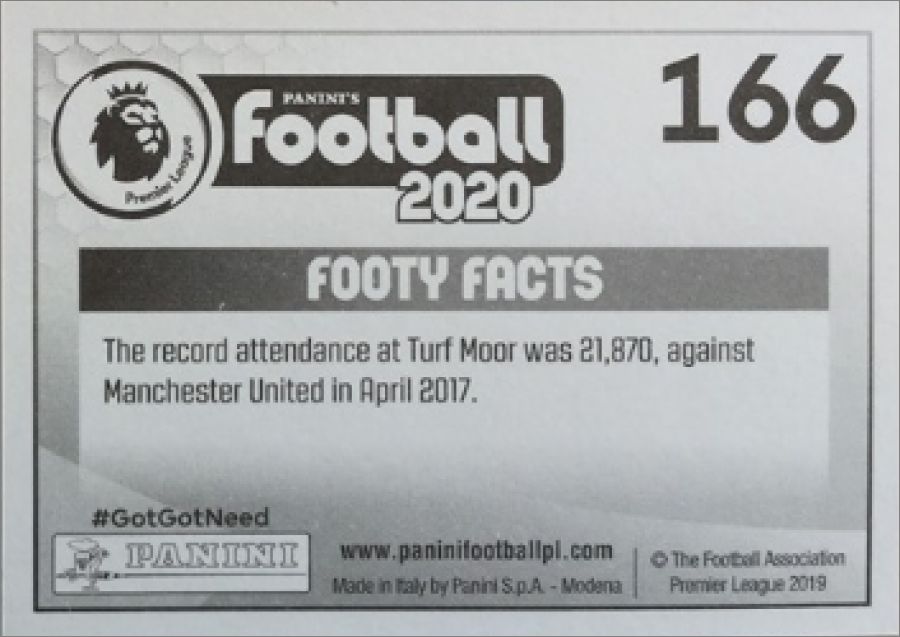 166
PANINI'S
football
2020
Premier League
FOOTY FACTS
The record attendance at Turf Moor was 21,870, against
Manchester United in April 2017.
#GotGotNeed
PANINI
www.paninifootballpl.com
Made in Italy by Panini S.p.A. - Modena
© The Football Association
Premier League 2019